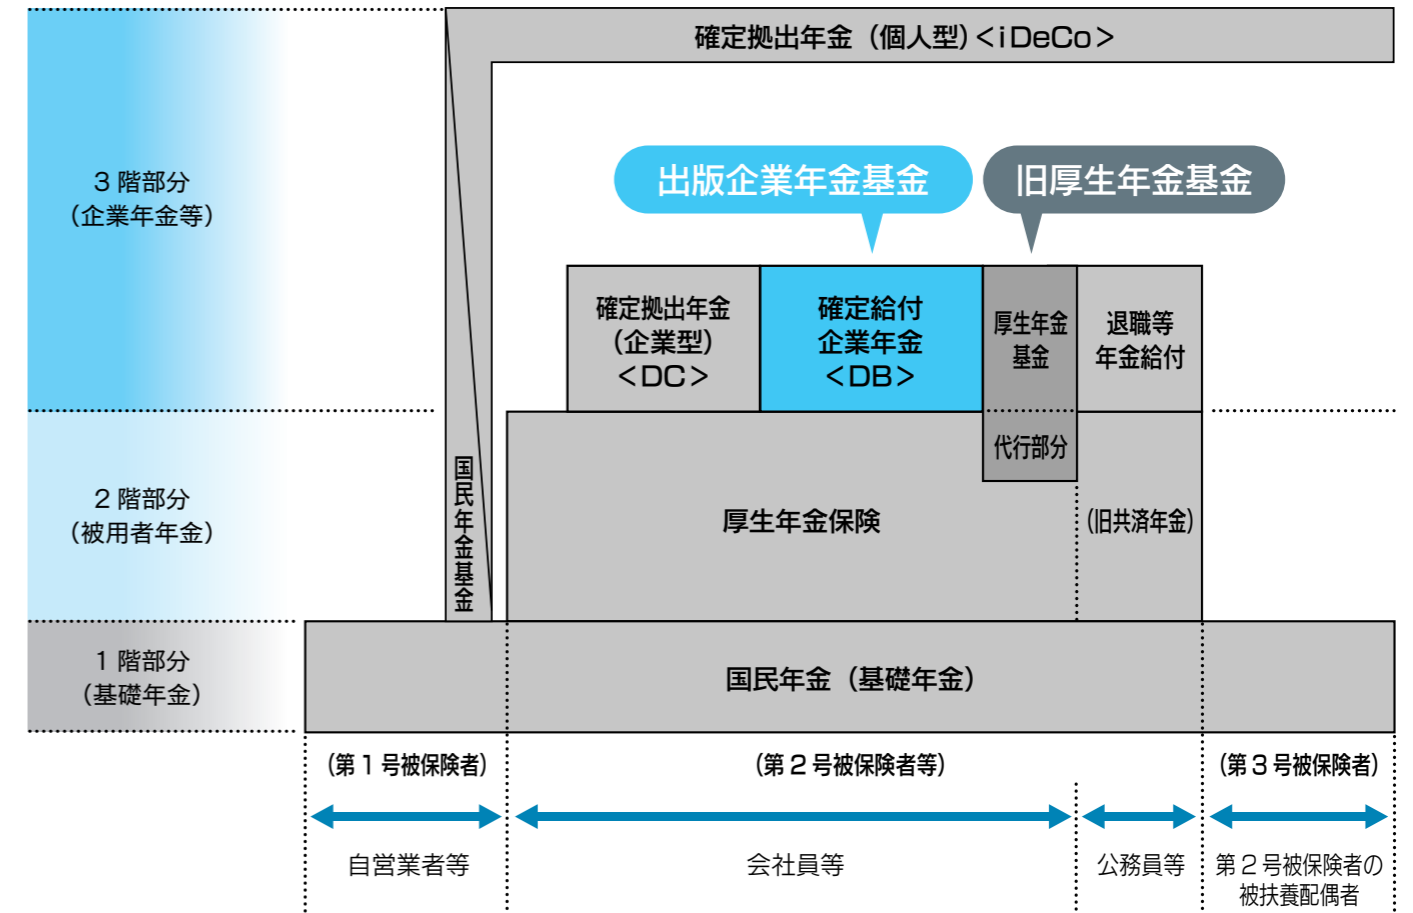 確定拠出年金（個人型）＜iDeCo＞
3 階部分
（企業年金等）
出版企業年金基金
旧厚生年金基金
確定拠出年金
（企業型）
＜DC＞
確定給付
企業年金
＜DB＞
厚生年金
基金
退職等
年金給付
代行部分
国民年金基金
2 階部分
（被用者年金）
厚生年金保険
（旧共済年金）
1 階部分
（基礎年金）
国民年金（基礎年金）
（第 1 号被保険者）
（第 2 号被保険者等）
（第 3 号被保険者）
自営業者等
会社員等
公務員等
第 2 号被保険者の
被扶養配偶者